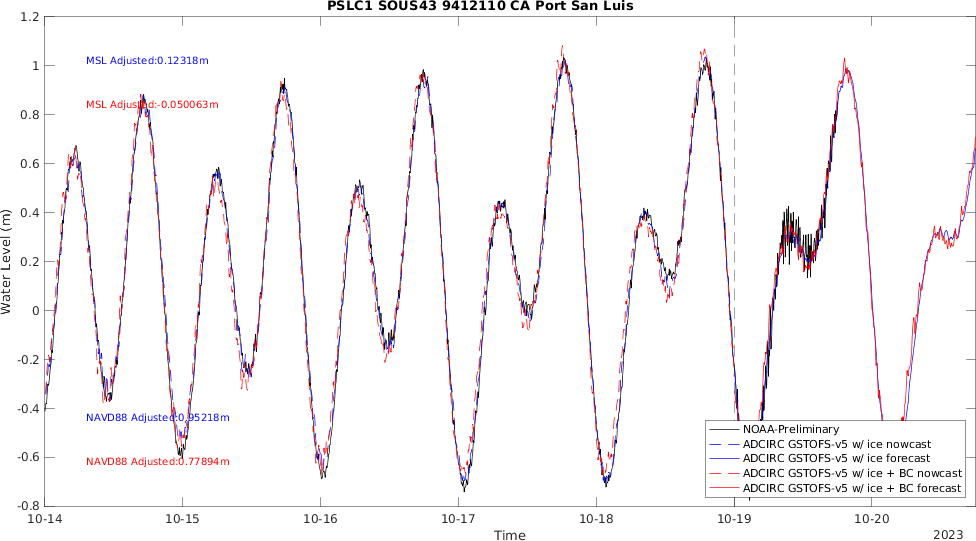 PSLC1 SOUS43 9412110 CA Port San Luis
1.2
1
0.8
0.6
0.4
0.2
0
-0.2
-0.4
-0.6
-0.8
Water Level (m)
MSL Adjusted:0.12318m
MSL Adjusted:-0.050063m
NAVD88 Adjusted:0.95218m
NAVD88 Adjusted:0.77894m
NOAA-Preliminary
ADCIRC GSTOFS-v5 w/ ice nowcast
ADCIRC GSTOFS-v5 w/ ice forecast
ADCIRC GSTOFS-v5 w/ ice + BC nowcast
ADCIRC GSTOFS-v5 w/ ice + BC forecast
10-14 10-15 10-16 10-17 10-18 10-19 10-20
Time
2023